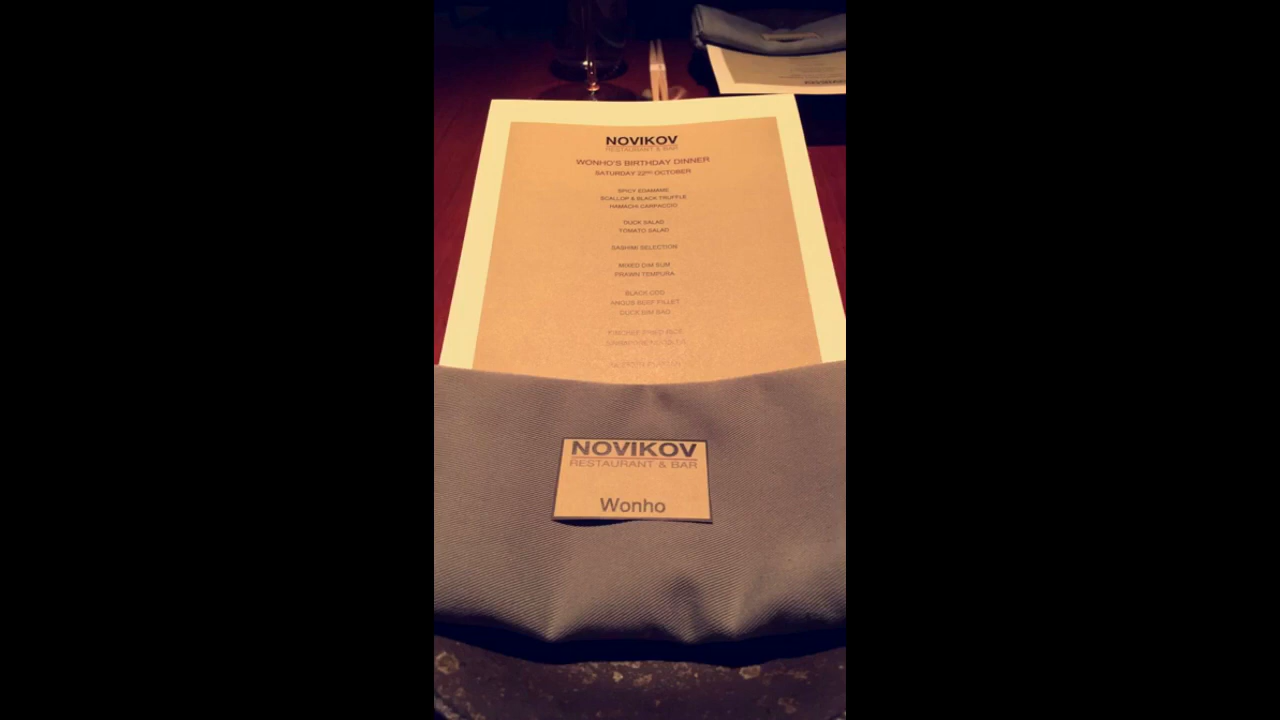 NOVIKOV
RESTAURANT & BAR
WONHO'S BIRTHDAY DINNER
SATURDAY 22ND OCTOBER
SPICY EDAMAME
SCALLOP & BLACK TRUFFLE
HAMACHI CARPACCIO
DUCK SALAD
TOMATO SALAD
SASHIMI SELECTION
MIXED DIM SUM
PRAWN TEMPURA
BLACK COD
ANGUS BEEF FILLET
DUCK DIM SAO
NOVIKOV
RESTAURANT & BAR
Wonho